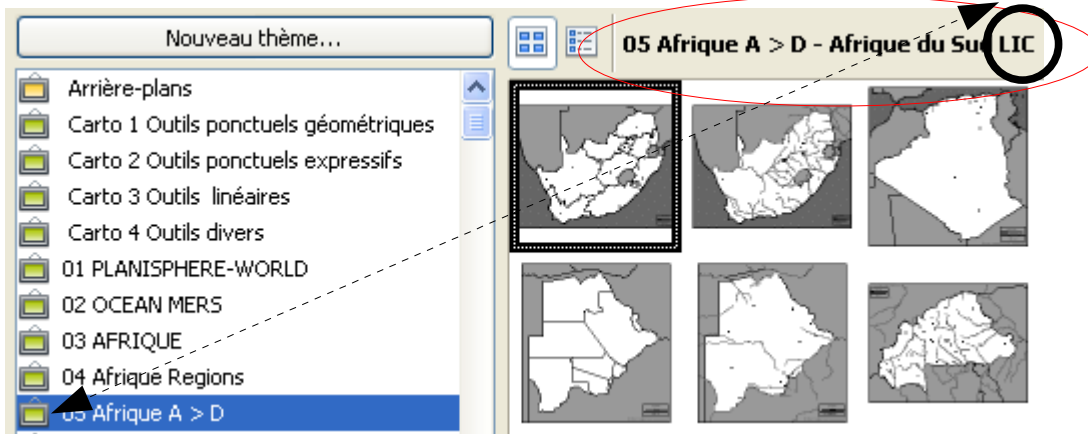 Nouveau thème...
05 Afrique A > D - Afrique du Sud LIC
Arrière-plans
Carto 1 Outils ponctuels géométriques
Carto 2 Outils ponctuels expressifs
Carto 3 Outils linéaires
Carto 4 Outils divers
01 PLANISPHERE-WORLD
02 OCEAN MERS
03 AFRIQUE
04 Afrique Regions
05 Afrique A > D